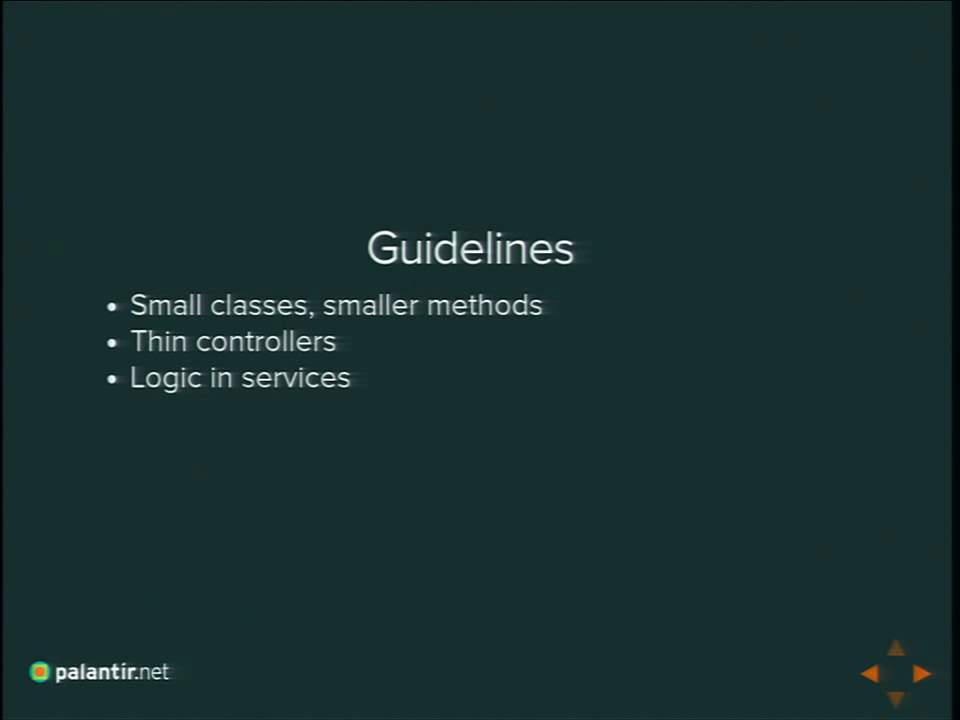 Guidelines
• Small classes, smaller methods
• Thin controllers
• Logic in services
palantir.net